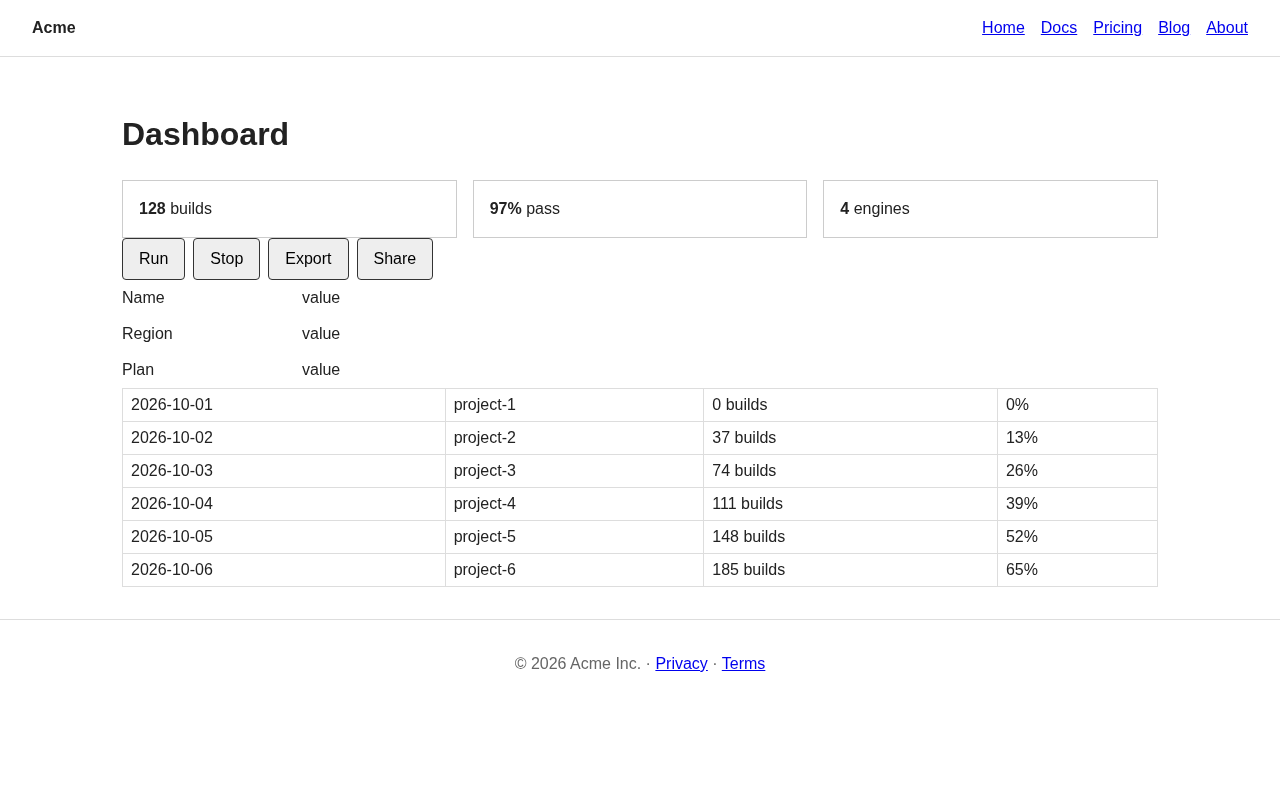 Acme Home Docs Pricing Blog About
Dashboard
128 builds 97% pass 4 engines
Run Stop Export Share
Name value
Region value
Plan value
2026-10-01 project-1 0 builds 0%
2026-10-02 project-2 37 builds 13%
2026-10-03 project-3 74 builds 26%
2026-10-04 project-4 111 builds 39%
2026-10-05 project-5 148 builds 52%
2026-10-06 project-6 185 builds 65%
© 2026 Acme Inc. · Privacy · Terms